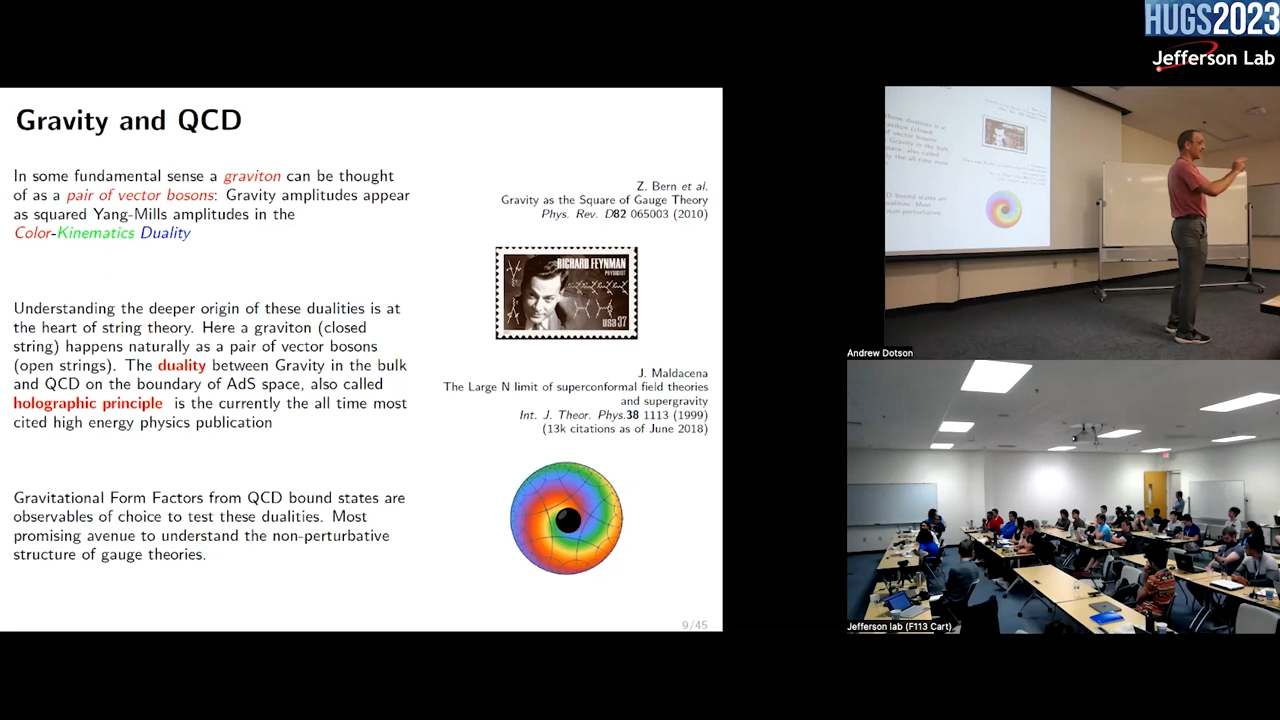 HUGS2023
Jefferson Lab
Gravity and QCD
In some fundamental sense a graviton can be thought
of as a pair of vector bosons: Gravity amplitudes appear
as squared Yang-Mills amplitudes in the
Color-Kinematics Duality
Z. Bern et al.
Gravity as the Square of Gauge Theory
Phys. Rev. D82 065003 (2010)
RICHARD FEYNMAN
PHYSICIST
USA 37
Understanding the deeper origin of these dualities is at
the heart of string theory. Here a graviton (closed
string) happens naturally as a pair of vector bosons
(open strings). The duality between Gravity in the bulk
and QCD on the boundary of AdS space, also called
holographic principle is the currently the all time most
cited high energy physics publication
J. Maldacena
The Large N limit of superconformal field theories
and supergravity
Int. J. Theor. Phys.38 1113 (1999)
(13k citations as of June 2018)
Gravitational Form Factors from QCD bound states are
observables of choice to test these dualities. Most
promising avenue to understand the non-perturbative
structure of gauge theories.
9/45
Andrew Dotson
Jefferson lab (F113 Cart)